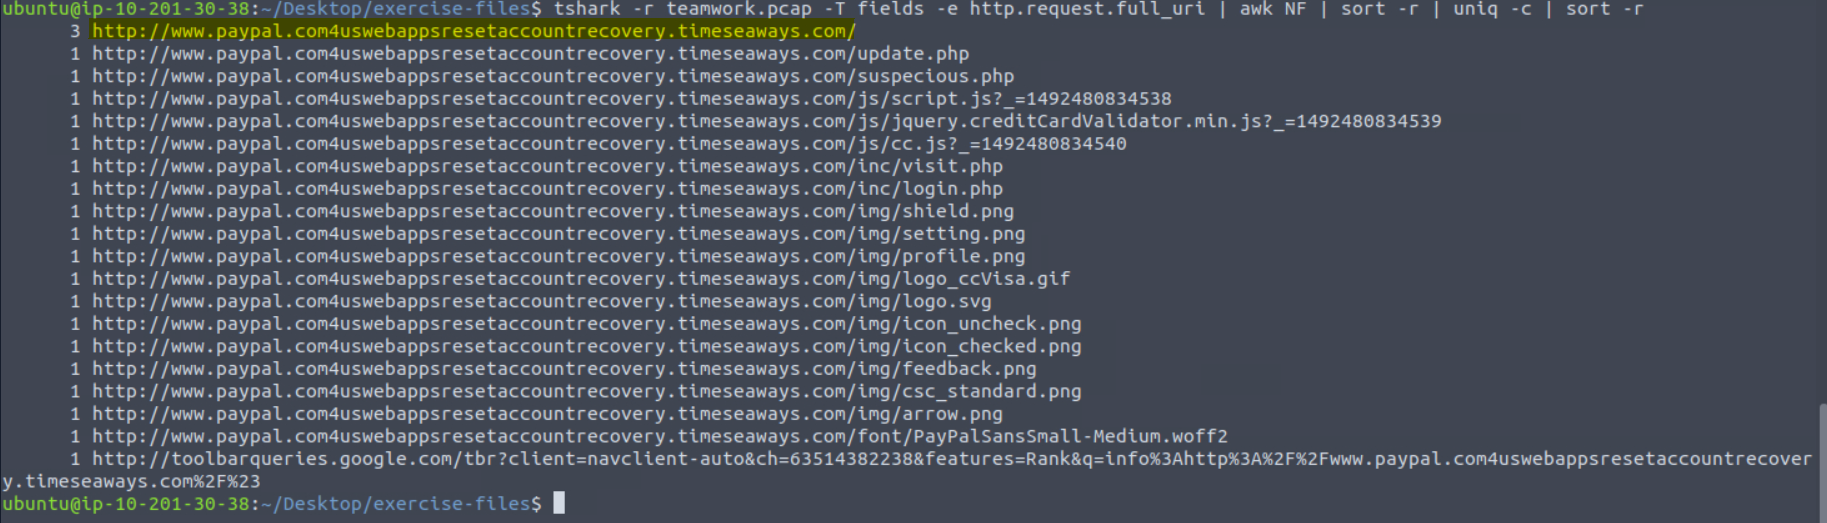 ubuntu@ip-10-201-30-38:~/Desktop/exercise-files$ tshark -r teamwork.pcap -T fields -e http.request.full_uri | awk NF | sort -r | uniq -c | sort -r
3 http://www.paypal.com4uswebappsresetaccountrecovery.timeseaways.com/
1 http://www.paypal.com4uswebappsresetaccountrecovery.timeseaways.com/update.php
1 http://www.paypal.com4uswebappsresetaccountrecovery.timeseaways.com/suspecious.php
1 http://www.paypal.com4uswebappsresetaccountrecovery.timeseaways.com/js/script.js?_=1492480834538
1 http://www.paypal.com4uswebappsresetaccountrecovery.timeseaways.com/js/jquery.creditCardValidator.min.js?_=1492480834539
1 http://www.paypal.com4uswebappsresetaccountrecovery.timeseaways.com/js/cc.js?_=1492480834540
1 http://www.paypal.com4uswebappsresetaccountrecovery.timeseaways.com/inc/visit.php
1 http://www.paypal.com4uswebappsresetaccountrecovery.timeseaways.com/inc/login.php
1 http://www.paypal.com4uswebappsresetaccountrecovery.timeseaways.com/img/shield.png
1 http://www.paypal.com4uswebappsresetaccountrecovery.timeseaways.com/img/setting.png
1 http://www.paypal.com4uswebappsresetaccountrecovery.timeseaways.com/img/profile.png
1 http://www.paypal.com4uswebappsresetaccountrecovery.timeseaways.com/img/logo_ccVisa.gif
1 http://www.paypal.com4uswebappsresetaccountrecovery.timeseaways.com/img/logo.svg
1 http://www.paypal.com4uswebappsresetaccountrecovery.timeseaways.com/img/icon_uncheck.png
1 http://www.paypal.com4uswebappsresetaccountrecovery.timeseaways.com/img/icon_checked.png
1 http://www.paypal.com4uswebappsresetaccountrecovery.timeseaways.com/img/feedback.png
1 http://www.paypal.com4uswebappsresetaccountrecovery.timeseaways.com/img/csc_standard.png
1 http://www.paypal.com4uswebappsresetaccountrecovery.timeseaways.com/img/arrow.png
1 http://www.paypal.com4uswebappsresetaccountrecovery.timeseaways.com/font/PayPalSansSmall-Medium.woff2
1 http://toolbarqueries.google.com/tbr?client=navclient-auto&ch=63514382238&features=Rank&q=info%3Ahttp%3A%2F%2Fwww.paypal.com4uswebappsresetaccountrecover
y.timeseaways.com%2F%23
ubuntu@ip-10-201-30-38:~/Desktop/exercise-files$